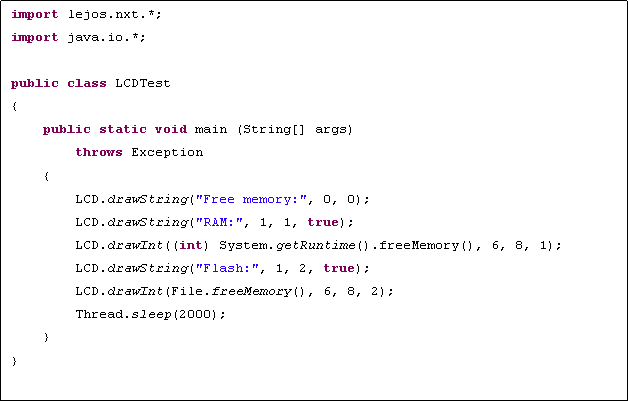 import lejos.nxt.*;
import java.io.*;
public class LCDTest
{
public static void main (String[] args)
throws Exception
{
LCD.drawString("Free memory:", 0, 0);
LCD.drawString("RAM:", 1, 1, true);
LCD.drawInt((int) System.getRuntime().freeMemory(), 6, 8, 1);
LCD.drawString("Flash:", 1, 2, true);
LCD.drawInt(File.freeMemory(), 6, 8, 2);
Thread.sleep(2000);
}
}